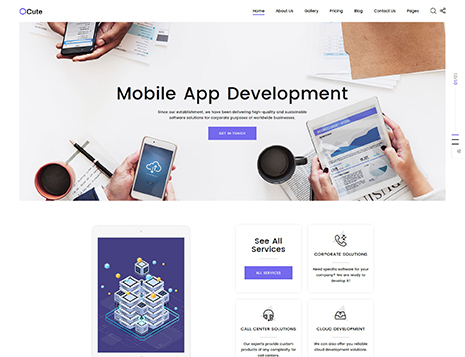 Cute
Home About Us Gallery Pricing Blog Contact Us Pages
Mobile App Development
Since our establishment, we have been delivering high-quality and sustainable
software solutions for corporate purposes of worldwide businesses.
GET IN TOUCH
See All
Services
ALL SERVICES
CORPORATE SOLUTIONS
Need specific software for your
company? We are ready to
develop it!
CALL CENTER SOLUTIONS
Our experts provide custom
products of any complexity for
call centers.
CLOUD DEVELOPMENT
We can also offer you reliable
cloud development solutions.